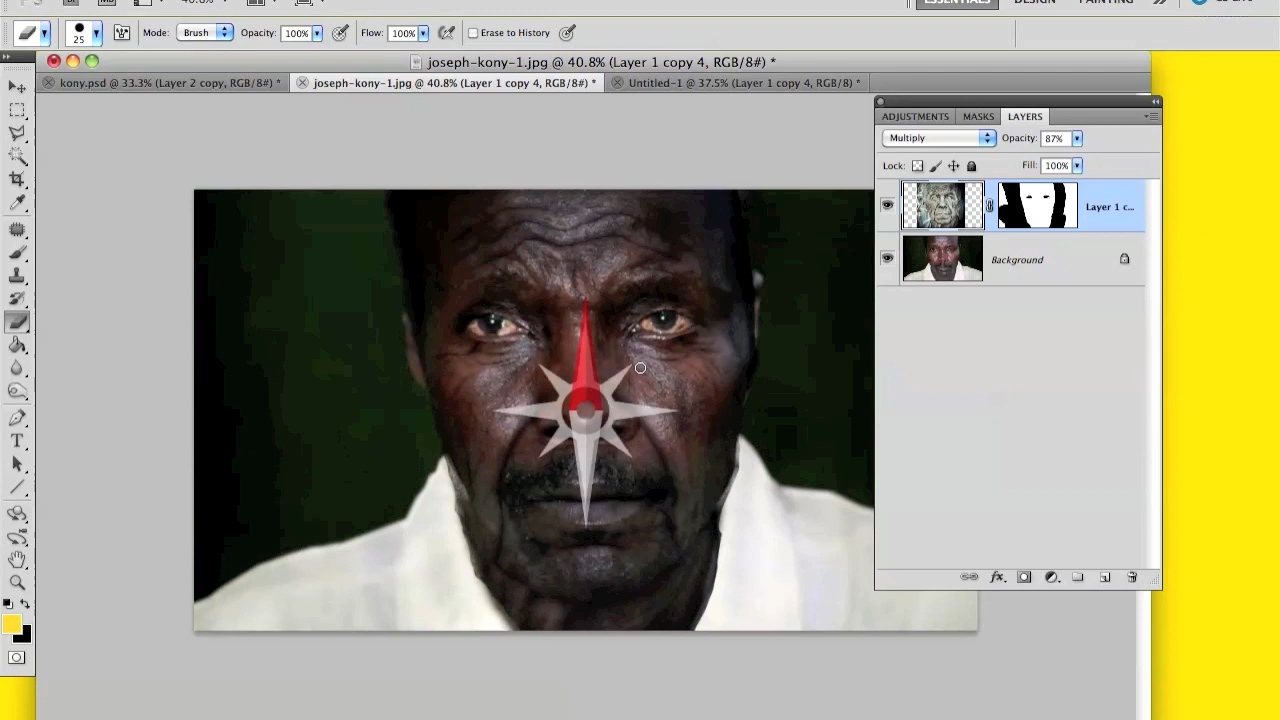 ESSENTIALS DESIGN PAINTING
Mode: Brush Opacity: 100% Flow: 100% Erase to History
25
joseph-kony-1.jpg @ 40.8% (Layer 1 copy 4, RGB/8#) *
kony.psd @ 33.3% (Layer 2 copy, RGB/8#) * joseph-kony-1.jpg @ 40.8% (Layer 1 copy 4, RGB/8#) * Untitled-1 @ 37.5% (Layer 1 copy 4, RGB/8) *
ADJUSTMENTS MASKS LAYERS
Multiply Opacity: 87%
Lock: Fill: 100%
Layer 1 c...
Background